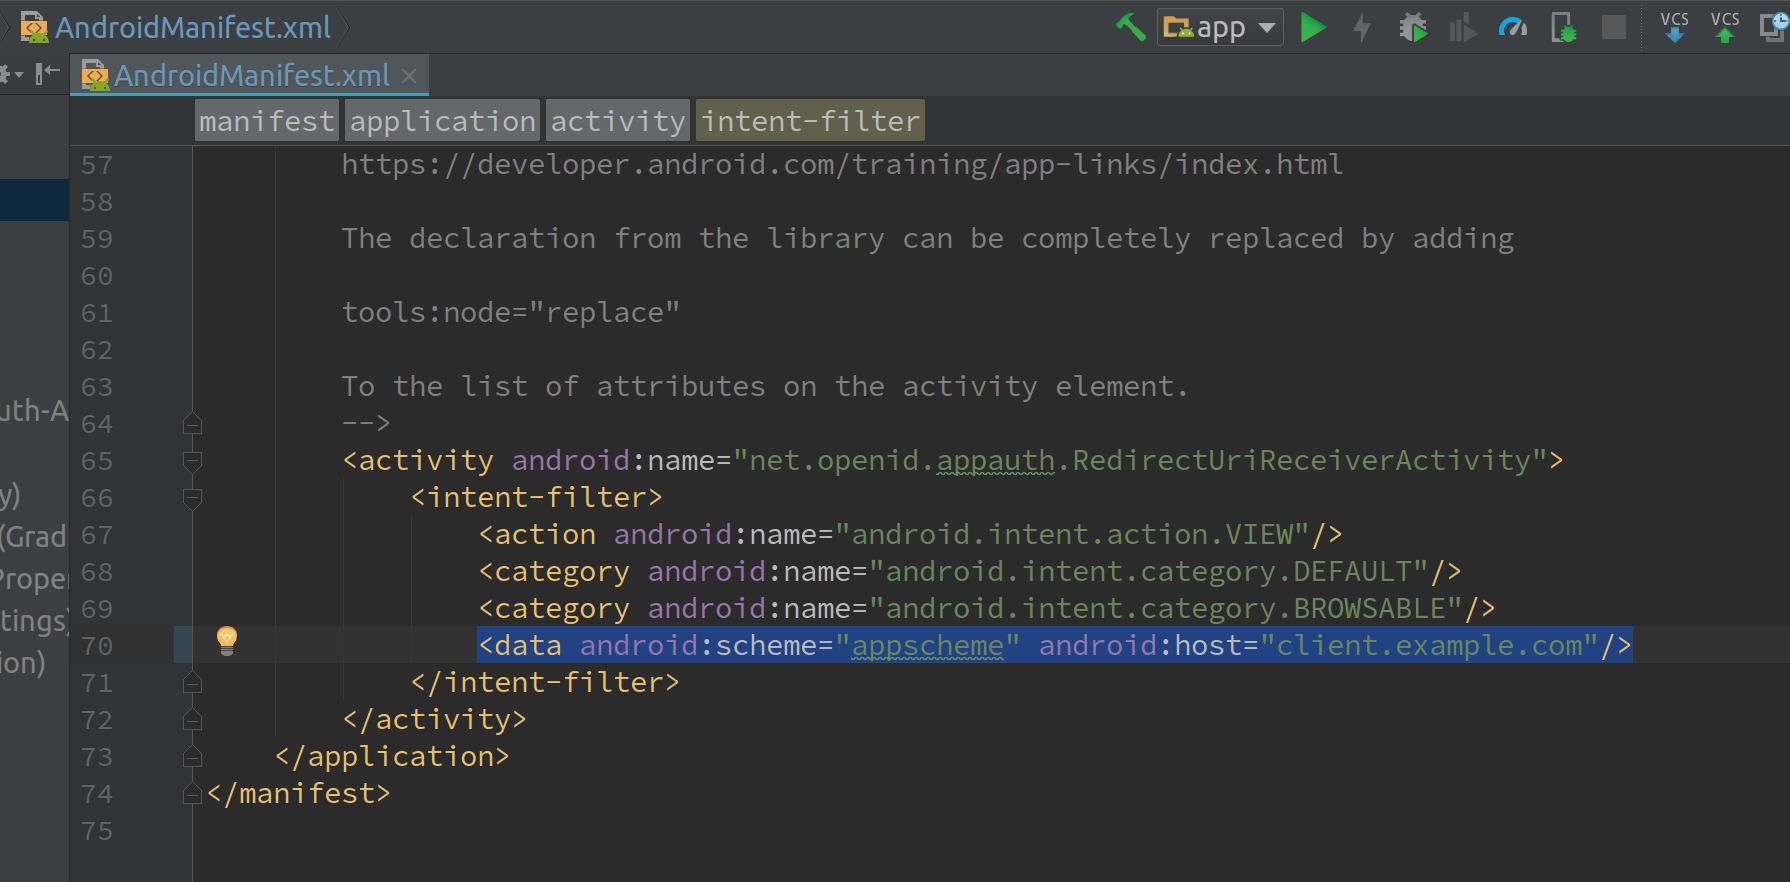 AndroidManifest.xml
app
VCS VCS
AndroidManifest.xml
manifest application activity intent-filter
57 https://developer.android.com/training/app-links/index.html
58
59 The declaration from the library can be completely replaced by adding
60
61 tools:node="replace"
62
63 To the list of attributes on the activity element.
uth-A
64 -->
65 <activity android:name="net.openid.appauth.RedirectUriReceiverActivity">
y)
66 <intent-filter>
(Grad
67 <action android:name="android.intent.action.VIEW"/>
Prope
68 <category android:name="android.intent.category.DEFAULT"/>
tings)
69 <category android:name="android.intent.category.BROWSABLE"/>
70 <data android:scheme="appscheme" android:host="client.example.com"/>
ion)
71 </intent-filter>
72 </activity>
73 </application>
74 </manifest>
75